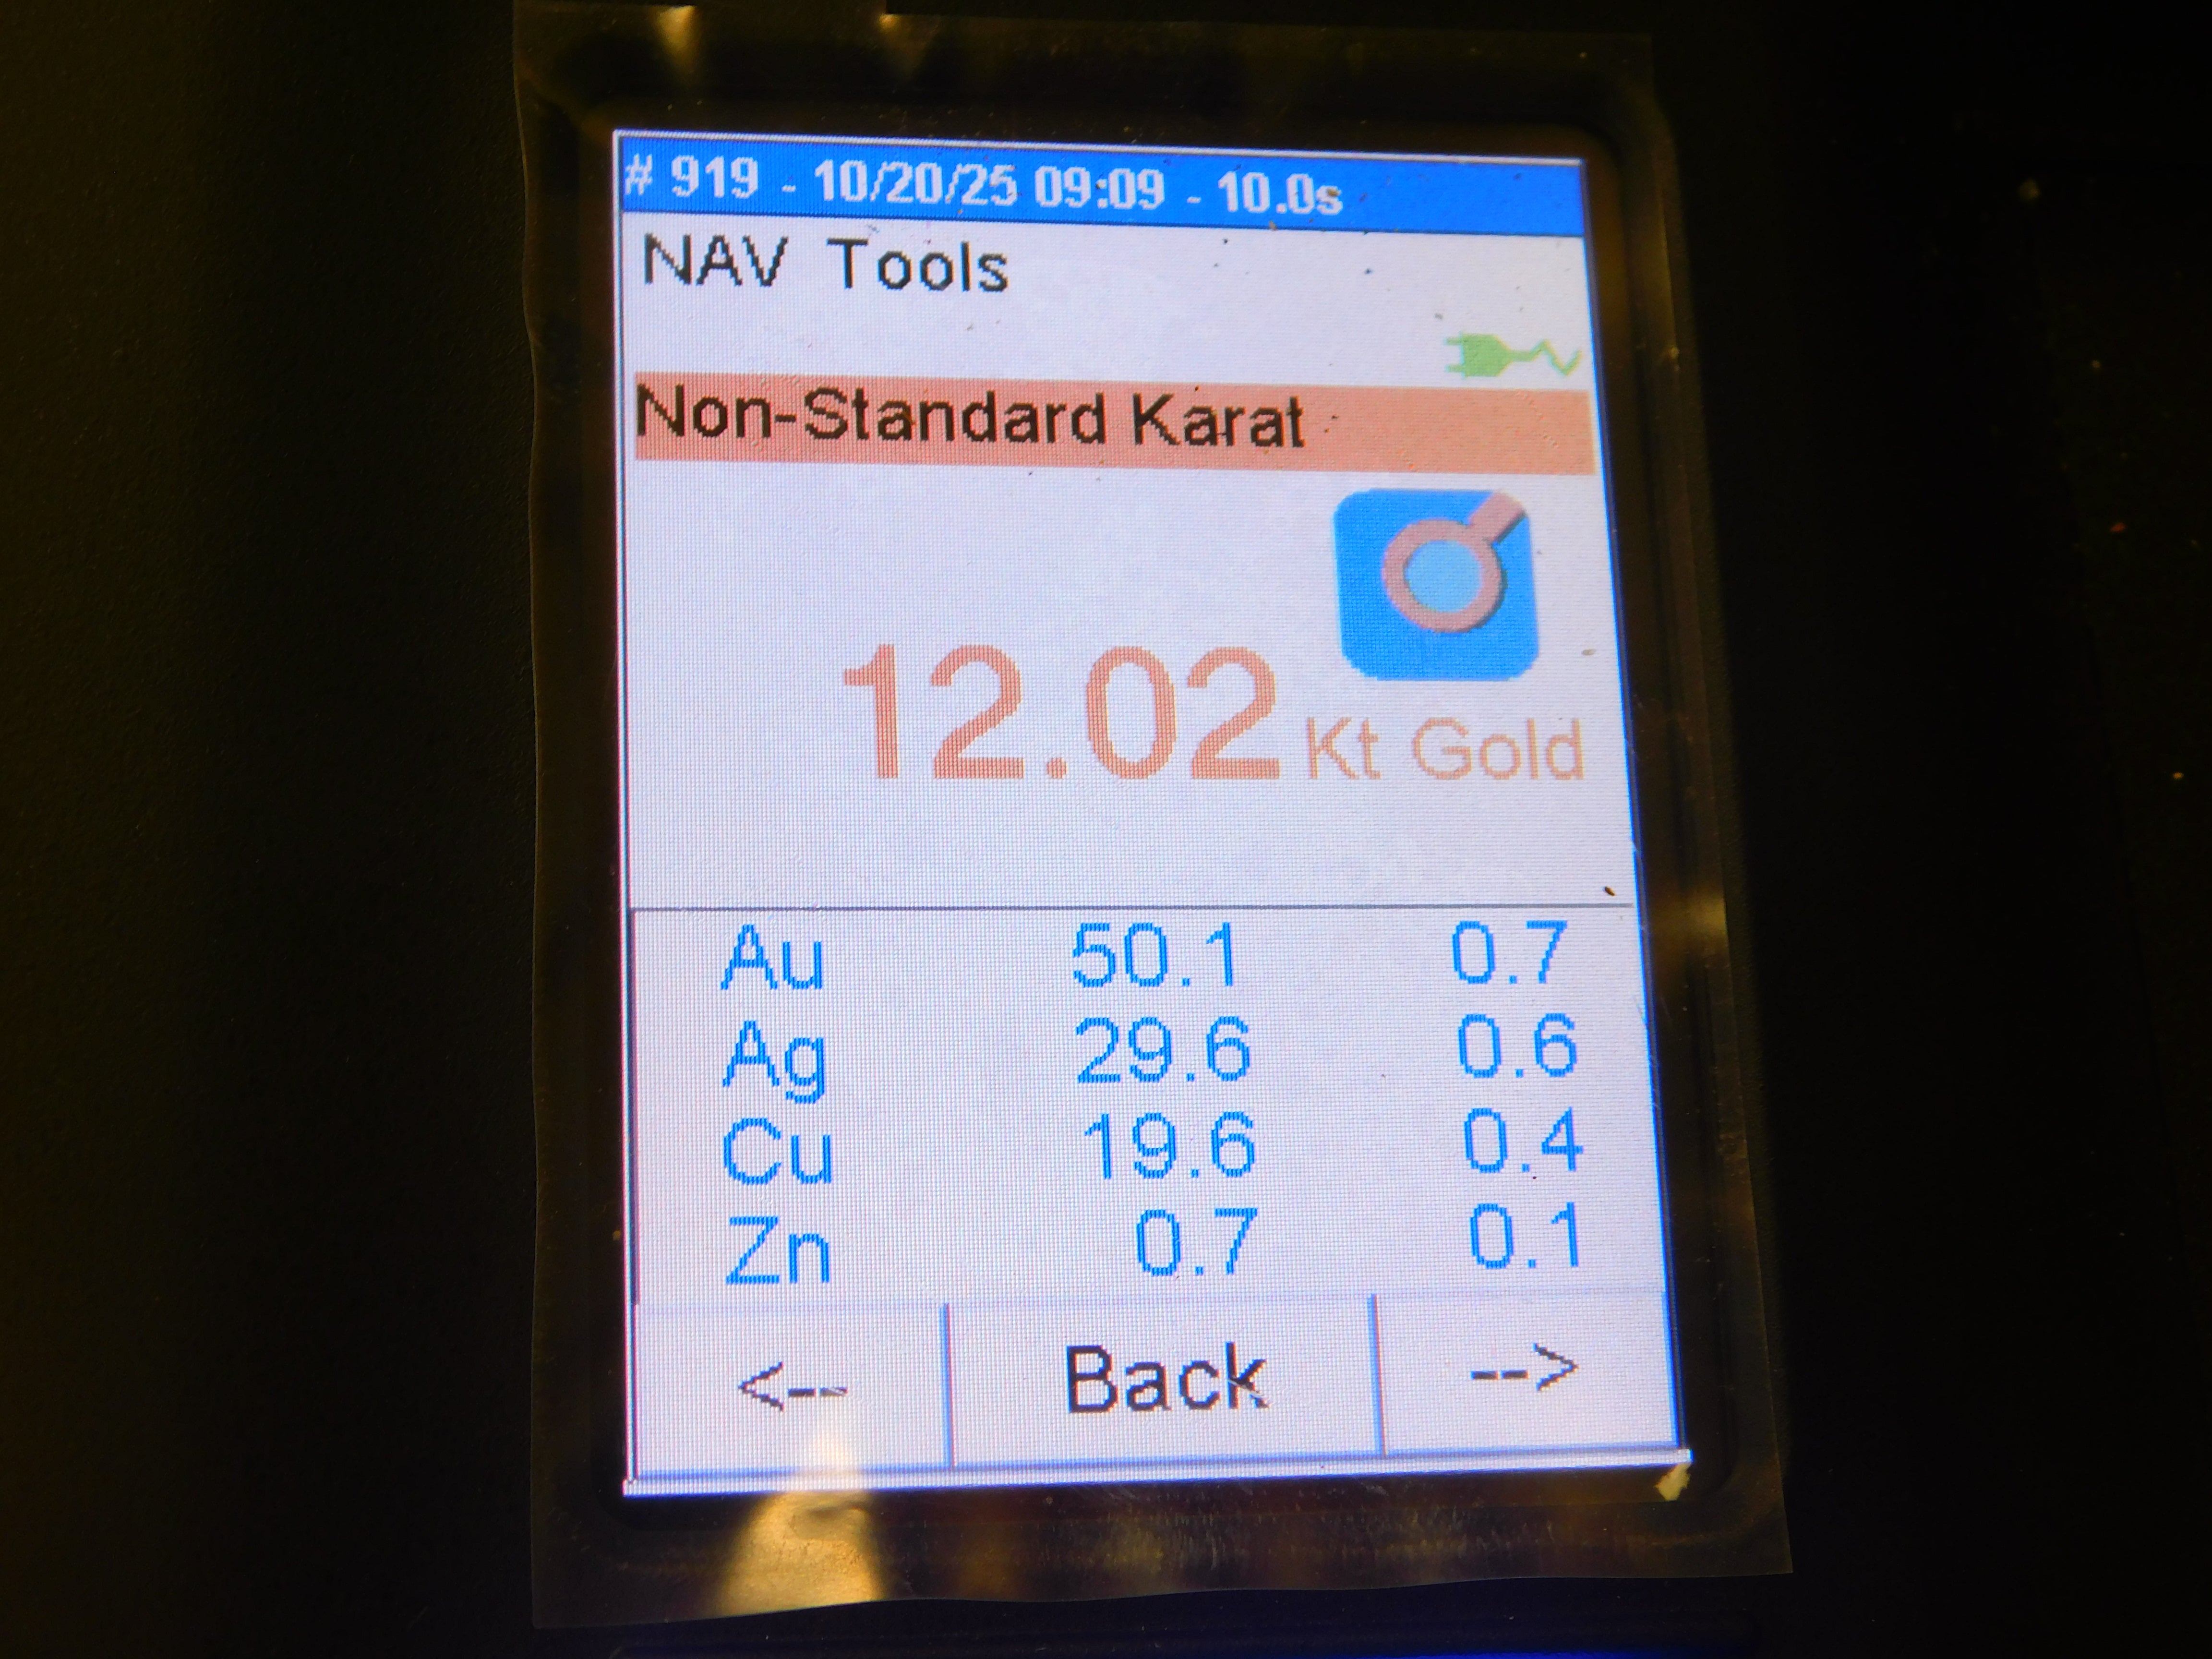 # 919 - 10/20/25 09:09 - 10.0s
NAV Tools
Non-Standard Karat
12.02 Kt Gold
Au 50.1 0.7
Ag 29.6 0.6
Cu 19.6 0.4
Zn 0.7 0.1
<-- Back -->